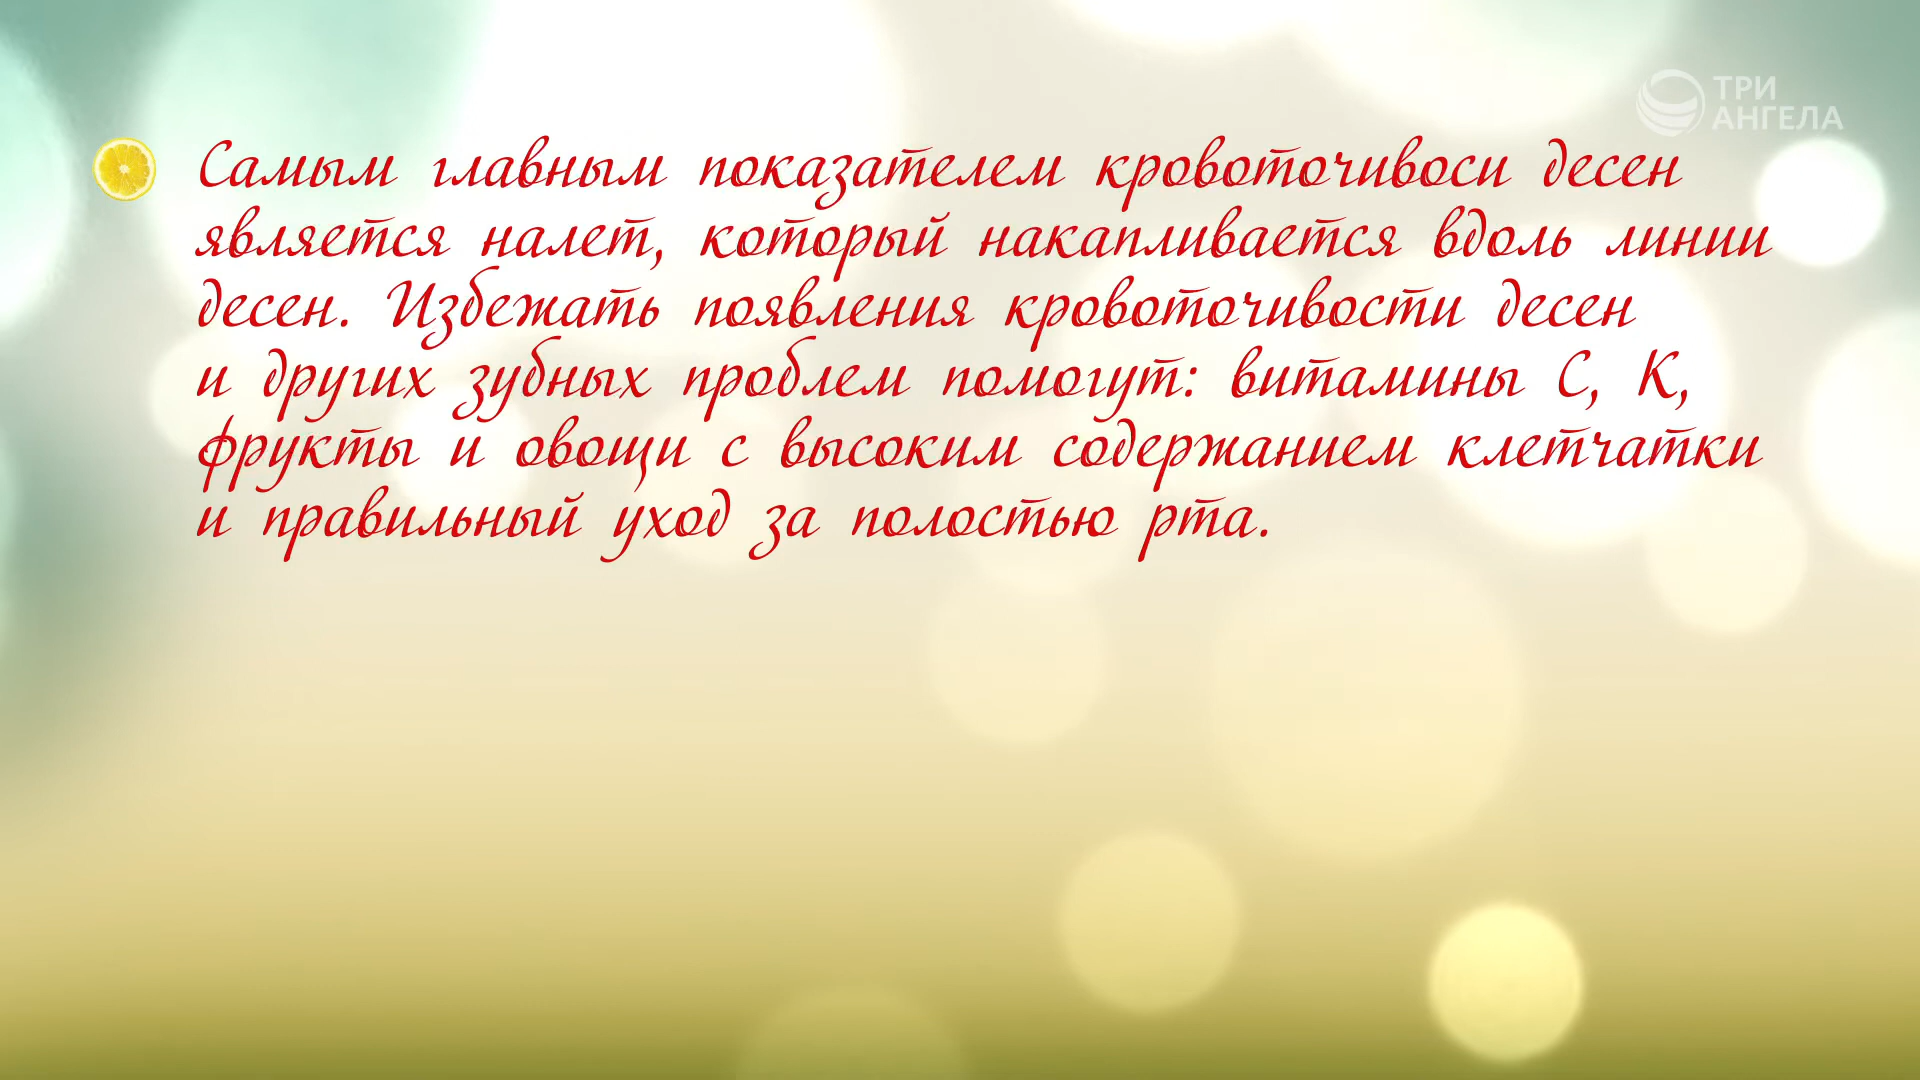 ТРИ
АНГЕЛА
Самым главным показателем кровоточивоси десен
является налет, который накапливается вдоль линии
десен. Избежать появления кровоточивости десен
и других зубных проблем помогут: витамины С, К,
фрукты и овощи с высоким содержанием клетчатки
и правильный уход за полостью рта.